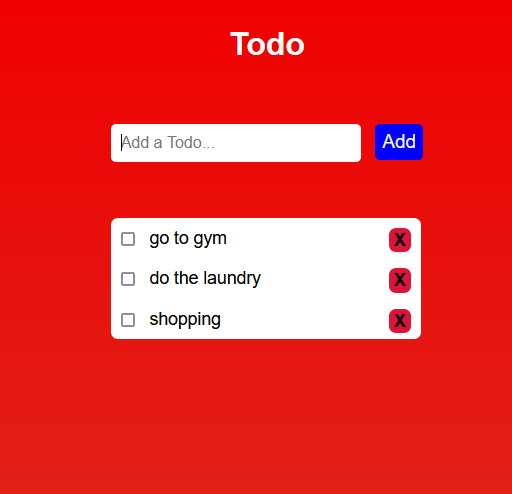 Todo
Add a Todo... Add
go to gym X
do the laundry X
shopping X